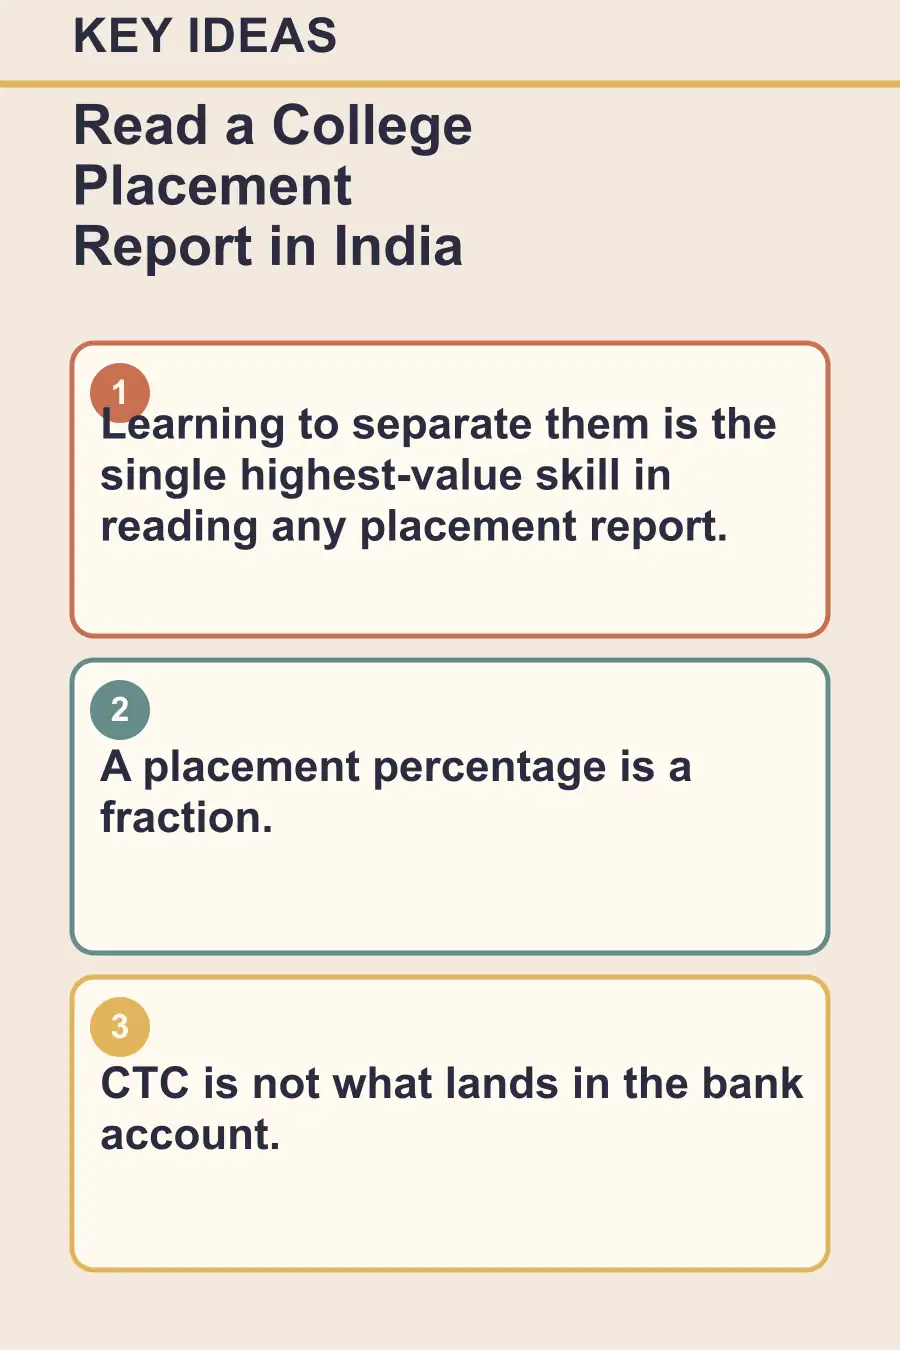 KEY IDEAS
Read a College
Placement
Report in India
1
Learning to separate them is the
single highest-value skill in
reading any placement report.
2
A placement percentage is a
fraction.
3
CTC is not what lands in the bank
account.